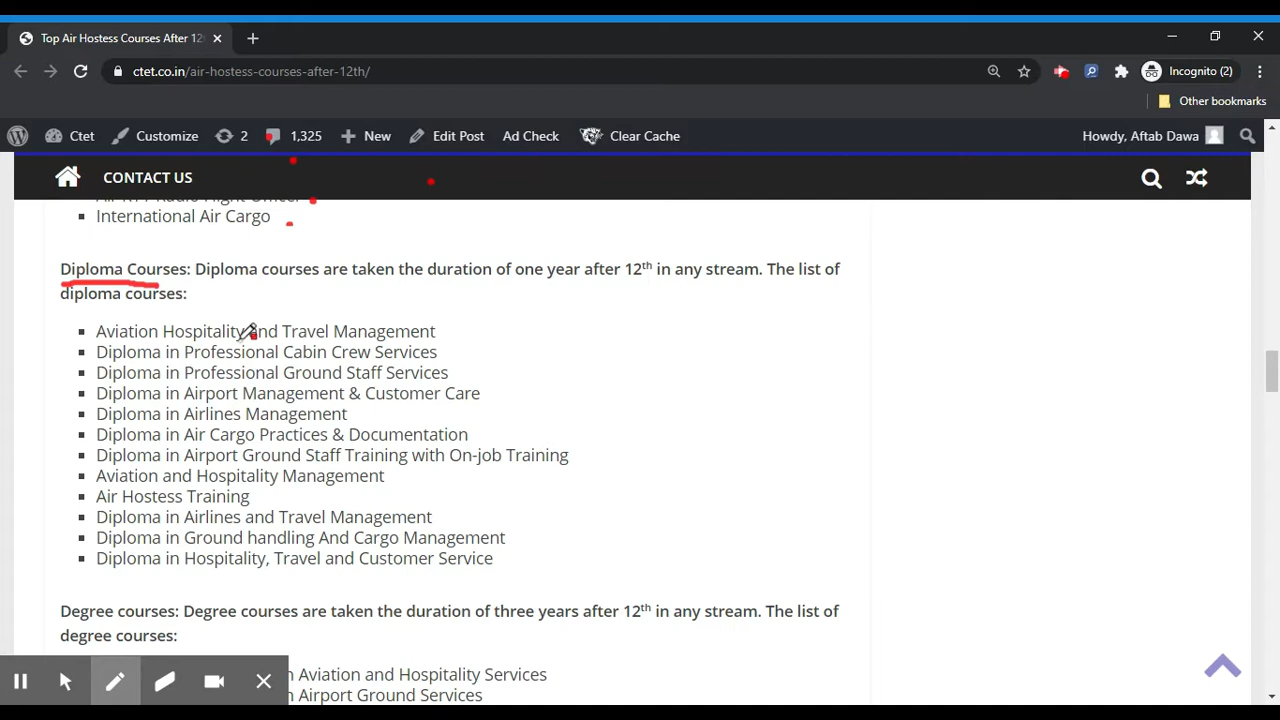 Top Air Hostess Courses After 12
ctet.co.in/air-hostess-courses-after-12th/
Incognito (2)
Other bookmarks
Ctet Customize 2 1,325 New Edit Post Ad Check Clear Cache Howdy, Aftab Dawa
CONTACT US
International Air Cargo
Diploma Courses: Diploma courses are taken the duration of one year after 12th in any stream. The list of
diploma courses:
Aviation Hospitality and Travel Management
Diploma in Professional Cabin Crew Services
Diploma in Professional Ground Staff Services
Diploma in Airport Management & Customer Care
Diploma in Airlines Management
Diploma in Air Cargo Practices & Documentation
Diploma in Airport Ground Staff Training with On-job Training
Aviation and Hospitality Management
Air Hostess Training
Diploma in Airlines and Travel Management
Diploma in Ground handling And Cargo Management
Diploma in Hospitality, Travel and Customer Service
Degree courses: Degree courses are taken the duration of three years after 12th in any stream. The list of
degree courses:
Aviation and Hospitality Services
Airport Ground Services